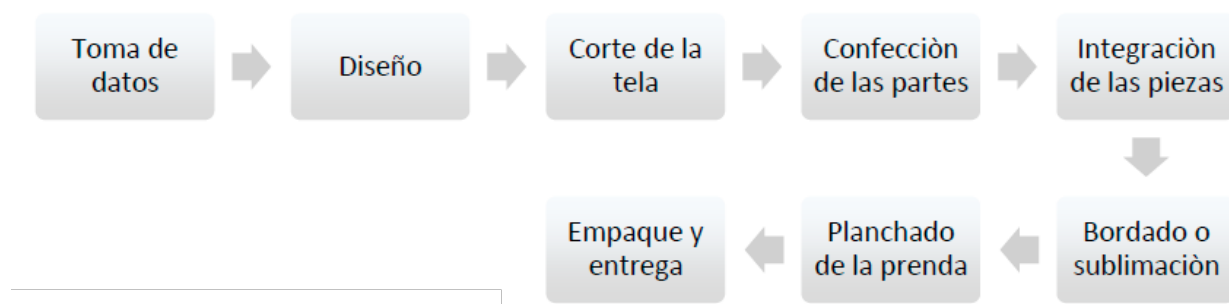 Toma de
datos
Diseño
Corte de la
tela
Confecciòn
de las partes
Integraciòn
de las piezas
Bordado o
sublimaciòn
Planchado
de la prenda
Empaque y
entrega